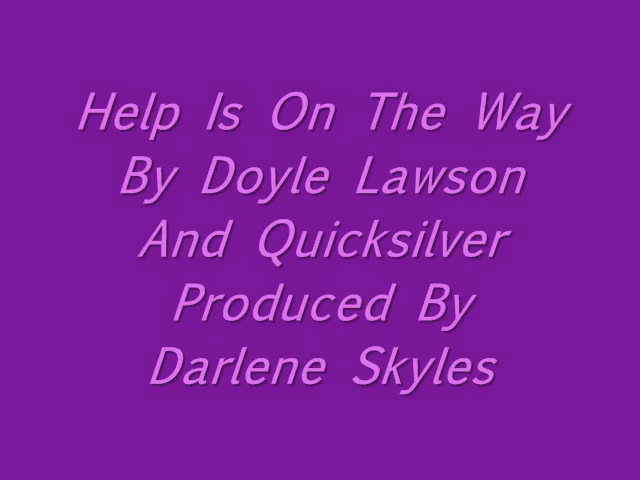 Help Is On The Way
By Doyle Lawson
And Quicksilver
Produced By
Darlene Skyles